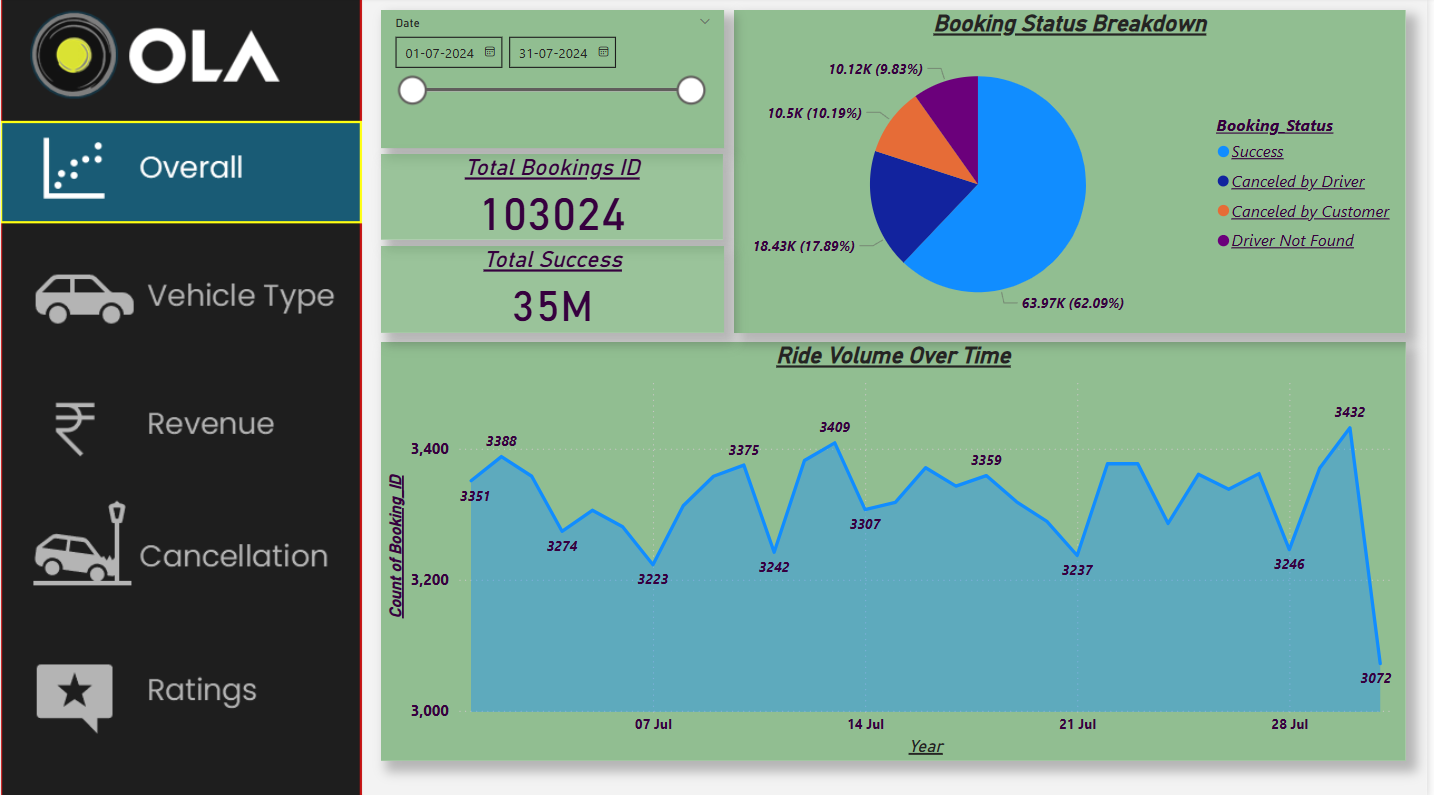 OLA
Overall
Vehicle Type
Revenue
Cancellation
Ratings
Date
01-07-2024 31-07-2024
Total Bookings ID
103024
Total Success
35M
Booking Status Breakdown
10.12K (9.83%)
10.5K (10.19%)
18.43K (17.89%)
63.97K (62.09%)
Booking_Status
Success
Canceled by Driver
Canceled by Customer
Driver Not Found
Ride Volume Over Time
Count of Booking_ID
3,400
3,200
3,000
3351
3388
3274
3223
3375
3242
3409
3307
3359
3237
3246
3432
3072
07 Jul 14 Jul 21 Jul 28 Jul
Year